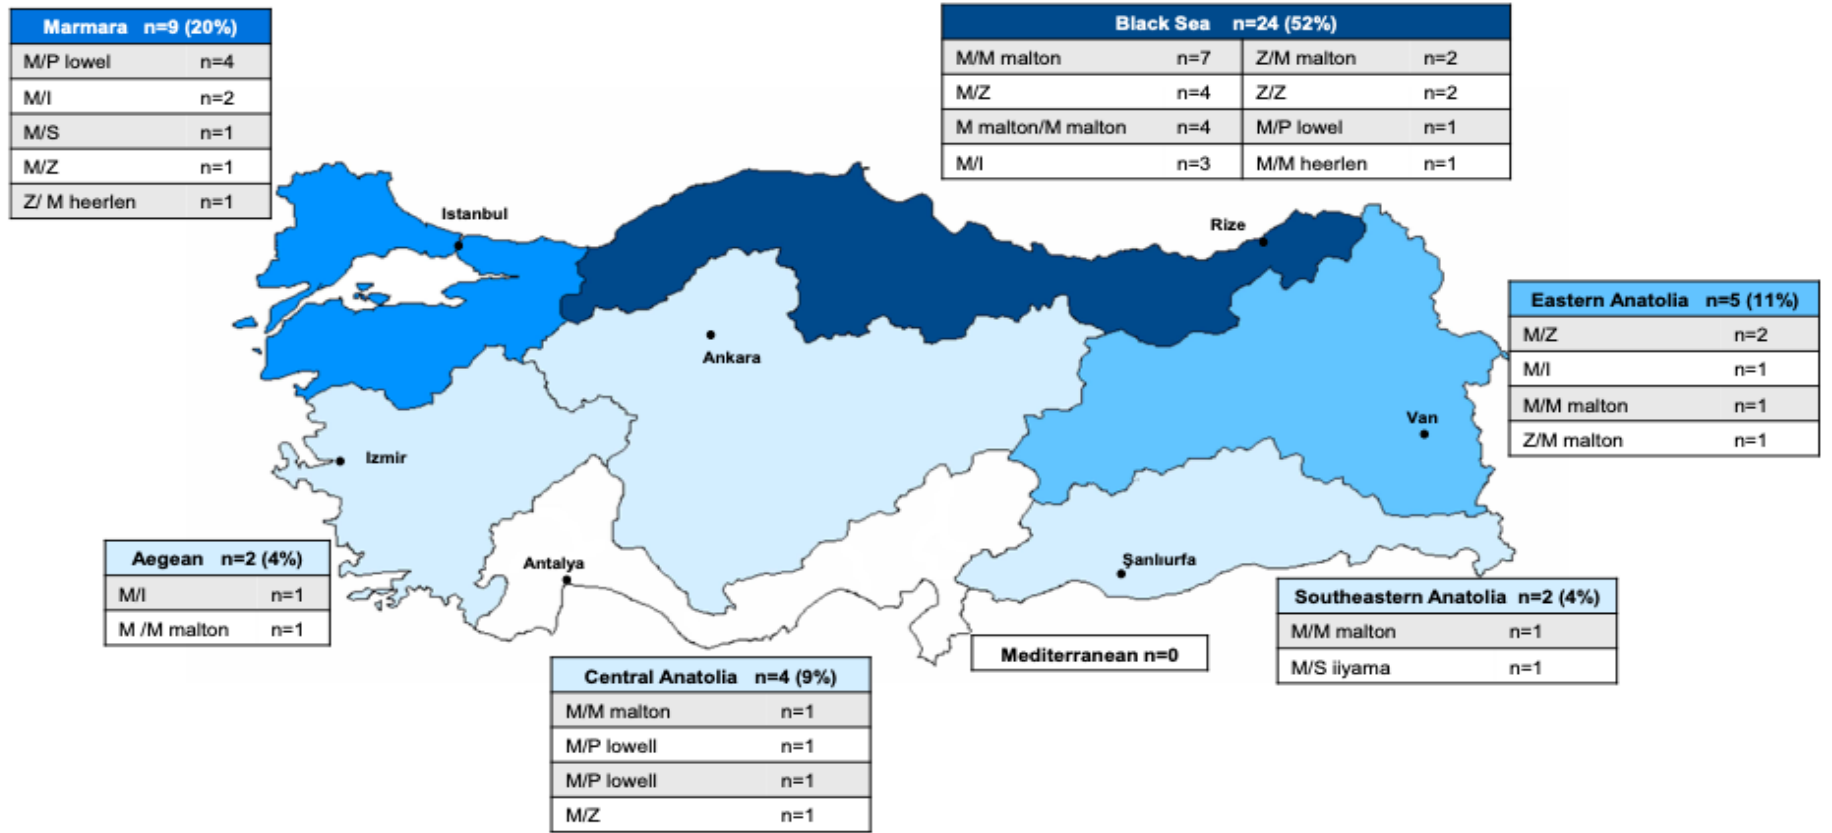 Marmara n=9 (20%)
M/P lowel n=4
M/I n=2
M/S n=1
M/Z n=1
Z/ M heerlen n=1
Black Sea n=24 (52%)
M/M malton n=7 Z/M malton n=2
M/Z n=4 Z/Z n=2
M malton/M malton n=4 M/P lowel n=1
M/I n=3 M/M heerlen n=1
Istanbul
Rize
Ankara
Van
Izmir
Antalya
Şanlıurfa
Eastern Anatolia n=5 (11%)
M/Z n=2
M/I n=1
M/M malton n=1
Z/M malton n=1
Aegean n=2 (4%)
M/I n=1
M /M malton n=1
Mediterranean n=0
Southeastern Anatolia n=2 (4%)
M/M malton n=1
M/S iiyama n=1
Central Anatolia n=4 (9%)
M/M malton n=1
M/P lowell n=1
M/P lowell n=1
M/Z n=1